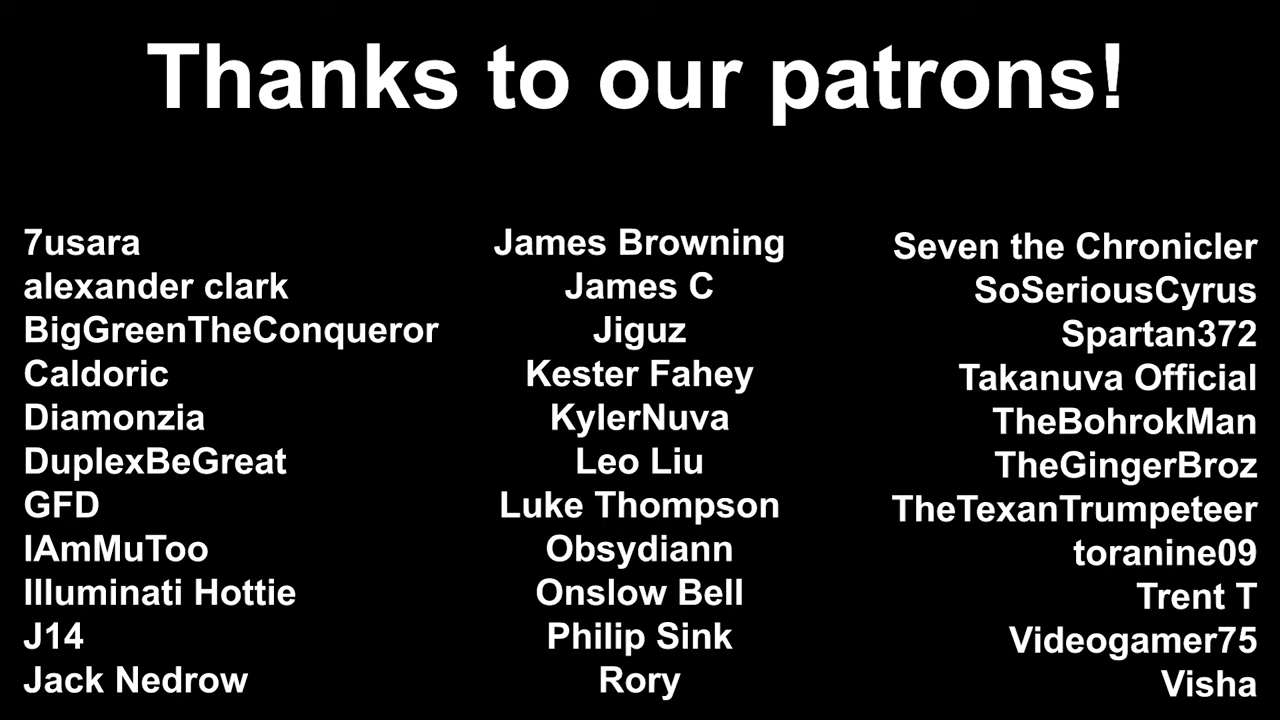 Thanks to our patrons!
7usara
alexander clark
BigGreenTheConqueror
Caldoric
Diamonzia
DuplexBeGreat
GFD
IAmMuToo
Illuminati Hottie
J14
Jack Nedrow
James Browning
James C
Jiguz
Kester Fahey
KylerNuva
Leo Liu
Luke Thompson
Obsydiann
Onslow Bell
Philip Sink
Rory
Seven the Chronicler
SoSeriousCyrus
Spartan372
Takanuva Official
TheBohrokMan
TheGingerBroz
TheTexanTrumpeteer
toranine09
Trent T
Videogamer75
Visha